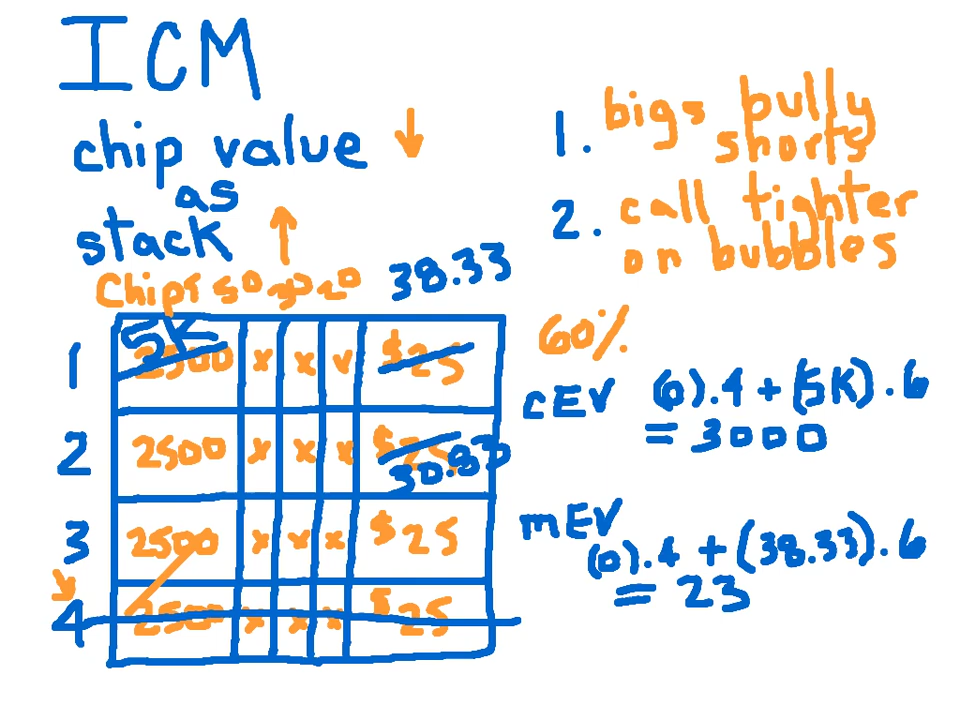 ICM
chip value ↓
as
stack ↑
1. bigs bully
shorts
2. call tighter
on bubbles
Chips 50 30 20 38.33
1 5K 2500 x x v $25
2 2500 x x x $25 30.83
3 2500 x x x $25
4 2500 x x x $25
60%
cEV (0).4 + (5K).6
= 3000
mEV
(0).4 + (38.33).6
= 23